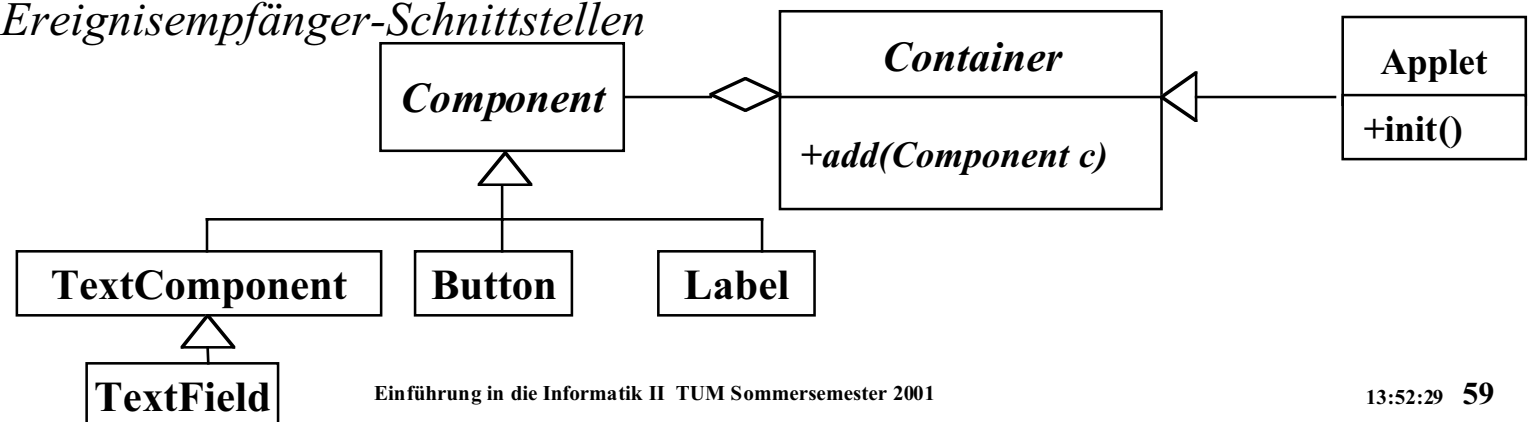 Ereignisempfänger-Schnittstellen
Component
Container
+add(Component c)
Applet
+init()
TextComponent
Button
Label
TextField
Einführung in die Informatik II TUM Sommersemester 2001
13:52:29 59